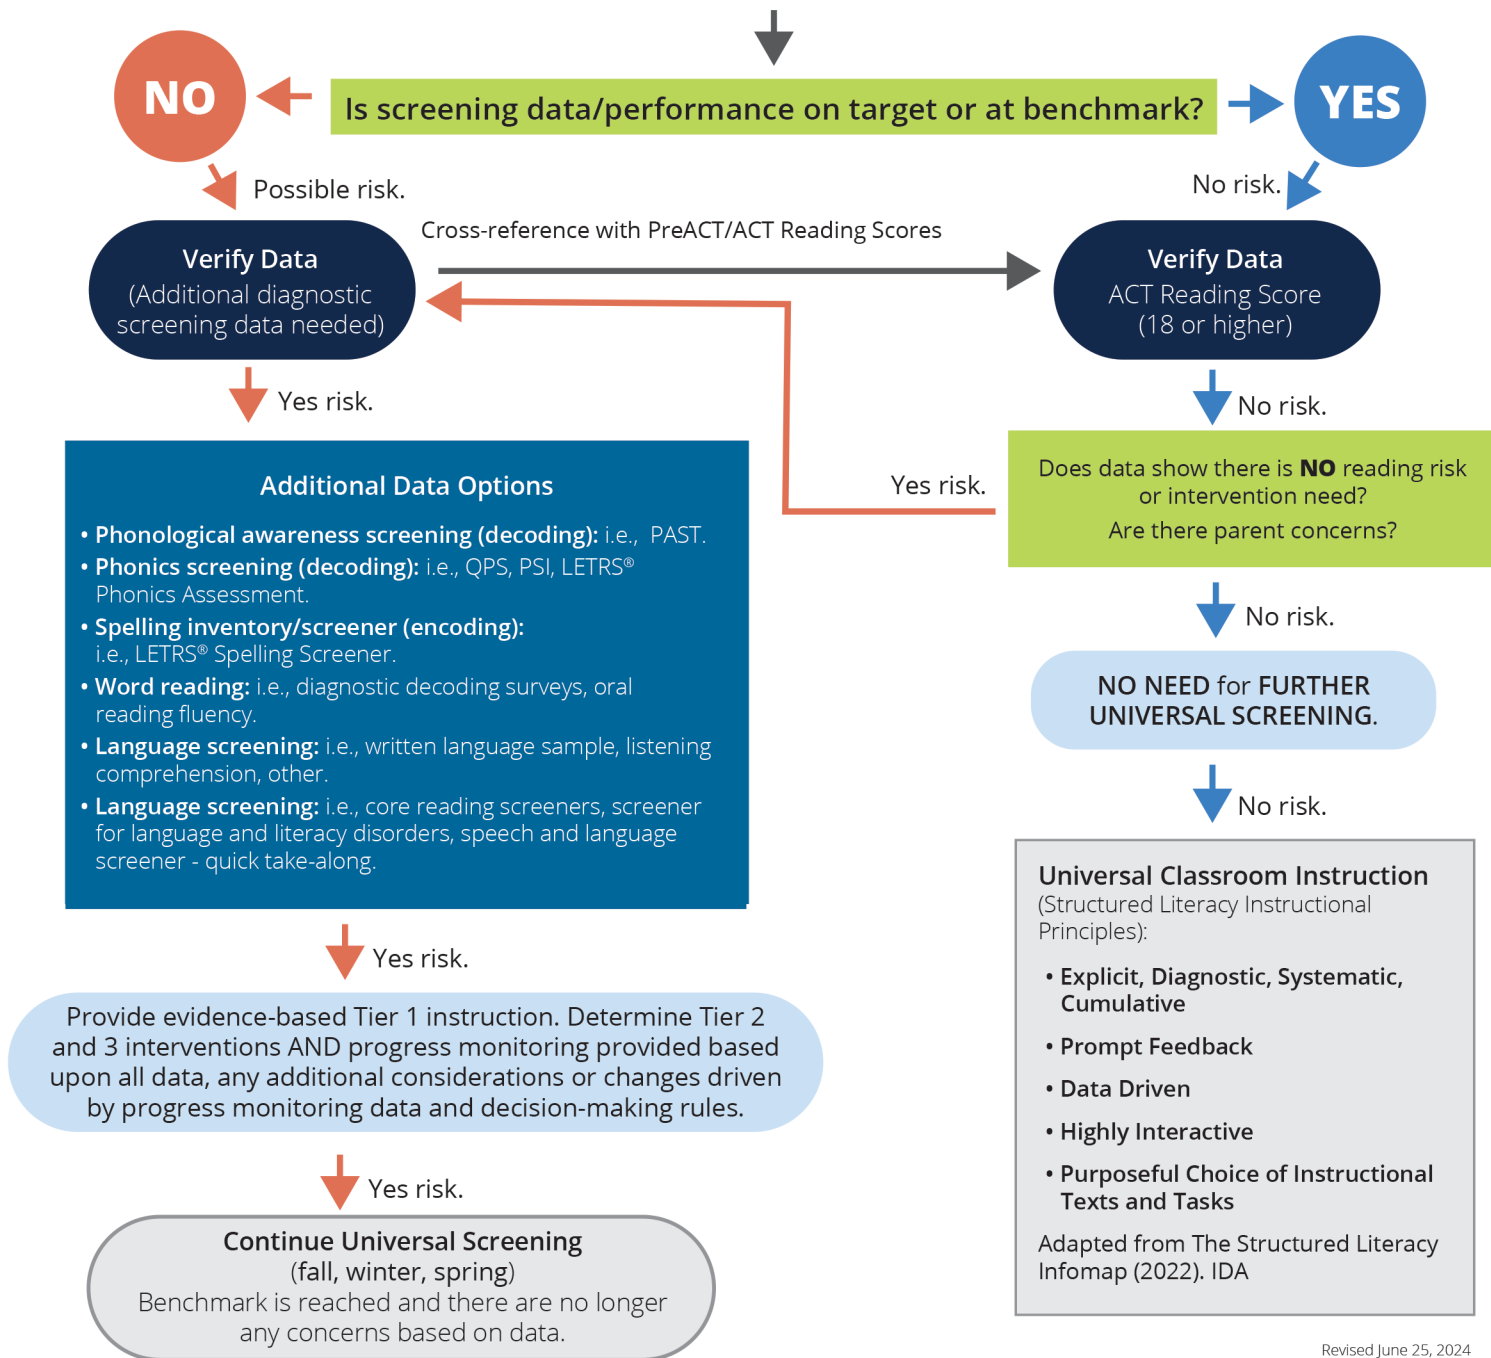 Is screening data/performance on target or at benchmark?
NO
YES
Possible risk.
No risk.
Verify Data
(Additional diagnostic
screening data needed)
Cross-reference with PreACT/ACT Reading Scores
Verify Data
ACT Reading Score
(18 or higher)
Yes risk.
No risk.
Additional Data Options
• Phonological awareness screening (decoding): i.e., PAST.
• Phonics screening (decoding): i.e., QPS, PSI, LETRS®
Phonics Assessment.
• Spelling inventory/screener (encoding):
i.e., LETRS® Spelling Screener.
• Word reading: i.e., diagnostic decoding surveys, oral
reading fluency.
• Language screening: i.e., written language sample, listening
comprehension, other.
• Language screening: i.e., core reading screeners, screener
for language and literacy disorders, speech and language
screener - quick take-along.
Yes risk.
Does data show there is NO reading risk
or intervention need?
Are there parent concerns?
No risk.
NO NEED for FURTHER
UNIVERSAL SCREENING.
No risk.
Yes risk.
Provide evidence-based Tier 1 instruction. Determine Tier 2
and 3 interventions AND progress monitoring provided based
upon all data, any additional considerations or changes driven
by progress monitoring data and decision-making rules.
Yes risk.
Continue Universal Screening
(fall, winter, spring)
Benchmark is reached and there are no longer
any concerns based on data.
Universal Classroom Instruction
(Structured Literacy Instructional
Principles):
• Explicit, Diagnostic, Systematic,
Cumulative
• Prompt Feedback
• Data Driven
• Highly Interactive
• Purposeful Choice of Instructional
Texts and Tasks
Adapted from The Structured Literacy
Infomap (2022). IDA
Revised June 25, 2024